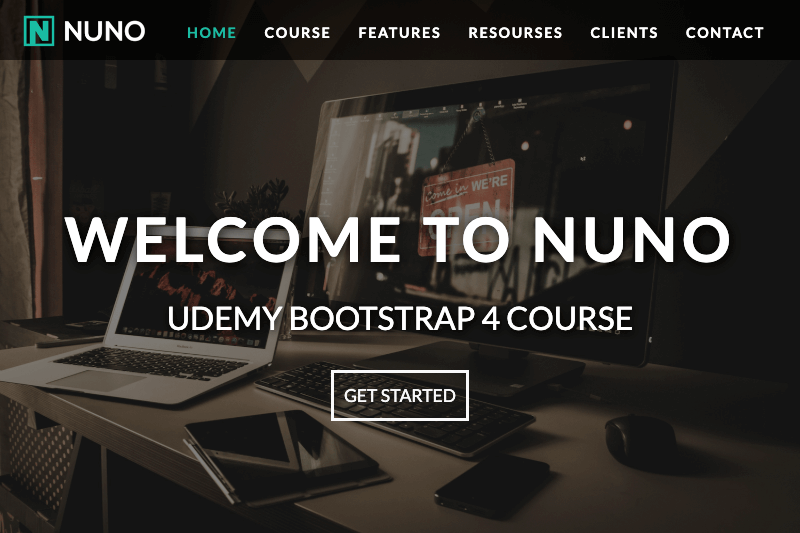 N NUNO HOME COURSE FEATURES RESOURSES CLIENTS CONTACT
Come in WE'RE
OPEN
WELCOME TO NUNO
UDEMY BOOTSTRAP 4 COURSE
GET STARTED